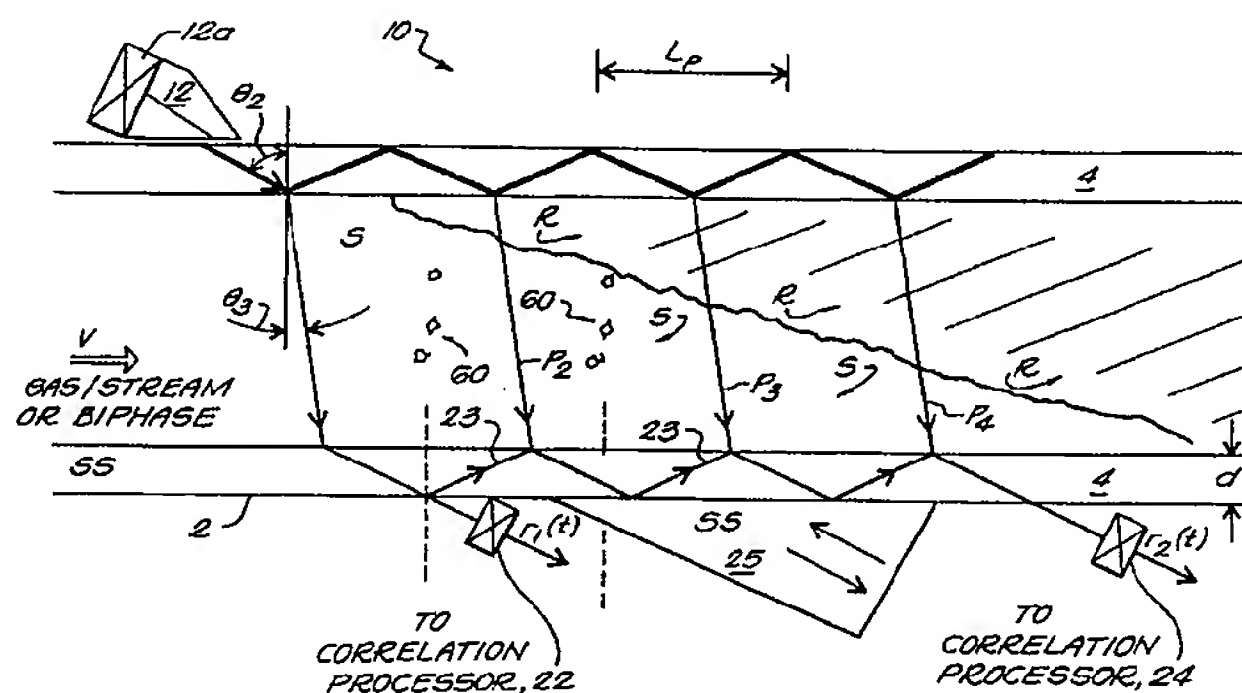 12a
10
Lp
12
θ2
4
S
R
θ3
60
S
R
V
60
P2
S
R
GAS/STREAM
OR BIPHASE
P3
P4
23
23
SS
d
4
2
r1(t)
SS
25
r2(t)
TO
CORRELATION
PROCESSOR, 22
TO
CORRELATION
PROCESSOR, 24